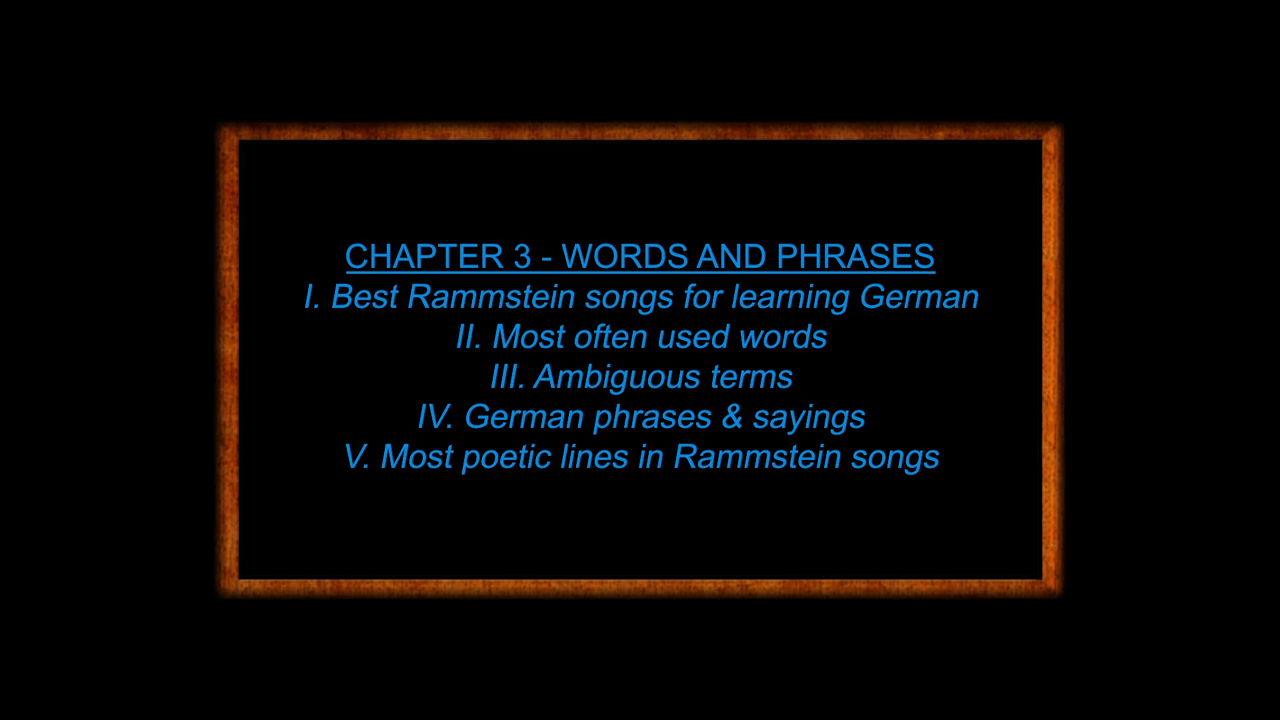 CHAPTER 3 - WORDS AND PHRASES
I. Best Rammstein songs for learning German
II. Most often used words
III. Ambiguous terms
IV. German phrases & sayings
V. Most poetic lines in Rammstein songs